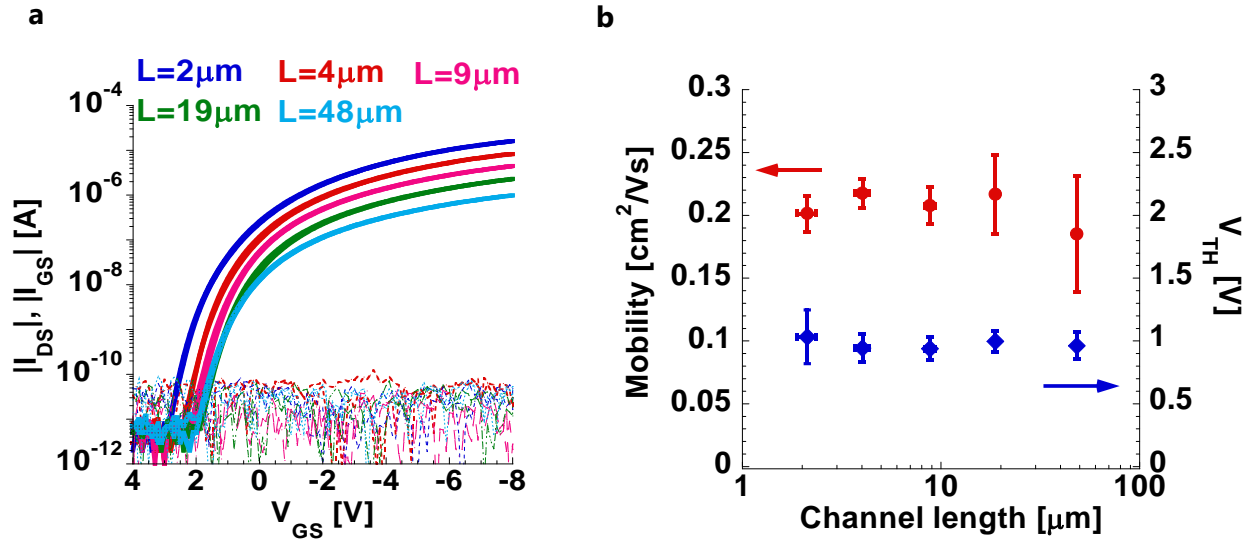 a
L=2μm L=4μm L=9μm
L=19μm L=48μm
|I_DS|, |I_GS| [A]
10^-4
10^-6
10^-8
10^-10
10^-12
4 2 0 -2 -4 -6 -8
V_GS [V]
b
Mobility [cm^2/Vs]
0.3
0.25
0.2
0.15
0.1
0.05
0
3
2.5
2
1.5
1
0.5
0
V_TH [V]
1 10 100
Channel length [μm]